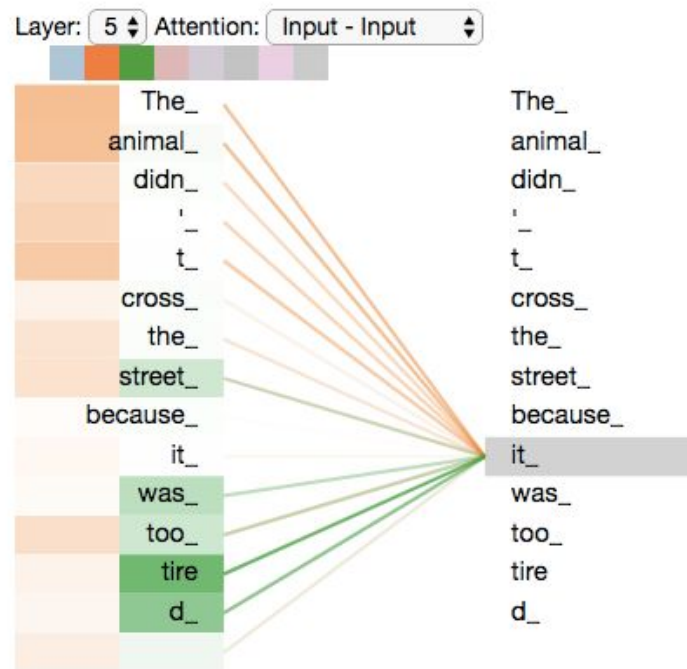 Layer: 5 Attention: Input - Input
The_ The_
animal_ animal_
didn_ didn_
'_ '_
t_ t_
cross_ cross_
the_ the_
street_ street_
because_ because_
it_ it_
was_ was_
too_ too_
tire tire
d_ d_